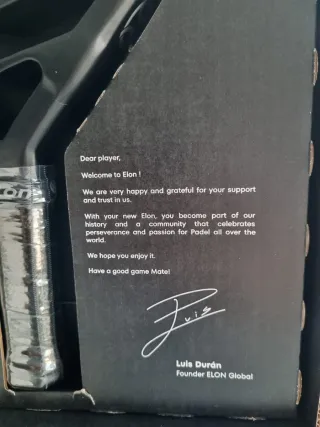 Dear player,
Welcome to Elon !
We are very happy and grateful for your support
and trust in us.
With your new Elon, you become part of our
history and a community that celebrates
perseverance and passion for Padel all over the
world.
We hope you enjoy it.
Have a good game Mate!
Luis
Luis Durán
Founder ELON Global